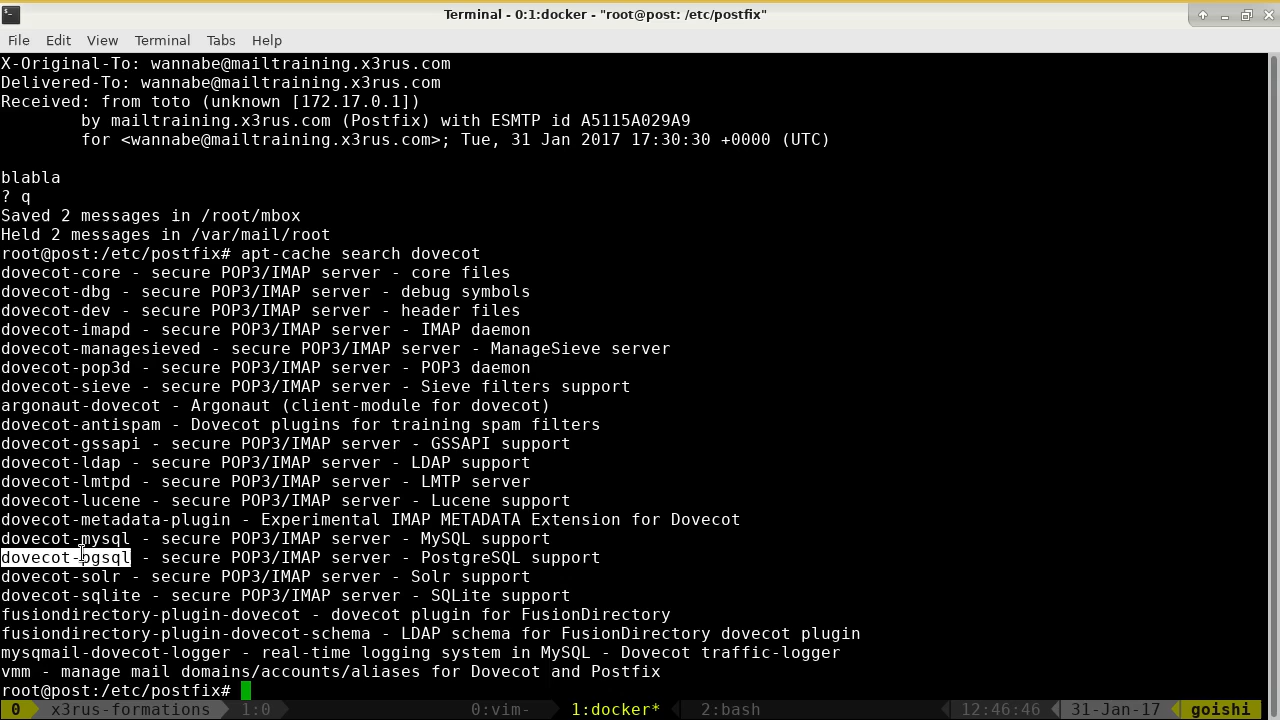 Terminal - 0:1:docker - "root@post: /etc/postfix"
File Edit View Terminal Tabs Help
X-Original-To: wannabe@mailtraining.x3rus.com
Delivered-To: wannabe@mailtraining.x3rus.com
Received: from toto (unknown [172.17.0.1])
        by mailtraining.x3rus.com (Postfix) with ESMTP id A5115A029A9
        for <wannabe@mailtraining.x3rus.com>; Tue, 31 Jan 2017 17:30:30 +0000 (UTC)
blabla
? q
Saved 2 messages in /root/mbox
Held 2 messages in /var/mail/root
root@post:/etc/postfix# apt-cache search dovecot
dovecot-core - secure POP3/IMAP server - core files
dovecot-dbg - secure POP3/IMAP server - debug symbols
dovecot-dev - secure POP3/IMAP server - header files
dovecot-imapd - secure POP3/IMAP server - IMAP daemon
dovecot-managesieved - secure POP3/IMAP server - ManageSieve server
dovecot-pop3d - secure POP3/IMAP server - POP3 daemon
dovecot-sieve - secure POP3/IMAP server - Sieve filters support
argonaut-dovecot - Argonaut (client-module for dovecot)
dovecot-antispam - Dovecot plugins for training spam filters
dovecot-gssapi - secure POP3/IMAP server - GSSAPI support
dovecot-ldap - secure POP3/IMAP server - LDAP support
dovecot-lmtpd - secure POP3/IMAP server - LMTP server
dovecot-lucene - secure POP3/IMAP server - Lucene support
dovecot-metadata-plugin - Experimental IMAP METADATA Extension for Dovecot
dovecot-mysql - secure POP3/IMAP server - MySQL support
dovecot-pgsql - secure POP3/IMAP server - PostgreSQL support
dovecot-solr - secure POP3/IMAP server - Solr support
dovecot-sqlite - secure POP3/IMAP server - SQLite support
fusiondirectory-plugin-dovecot - dovecot plugin for FusionDirectory
fusiondirectory-plugin-dovecot-schema - LDAP schema for FusionDirectory dovecot plugin
mysqmail-dovecot-logger - real-time logging system in MySQL - Dovecot traffic-logger
vmm - manage mail domains/accounts/aliases for Dovecot and Postfix
root@post:/etc/postfix#
0 x3rus-formations 1:0 0:vim- 1:docker* 2:bash 12:46:46 31-Jan-17 goishi